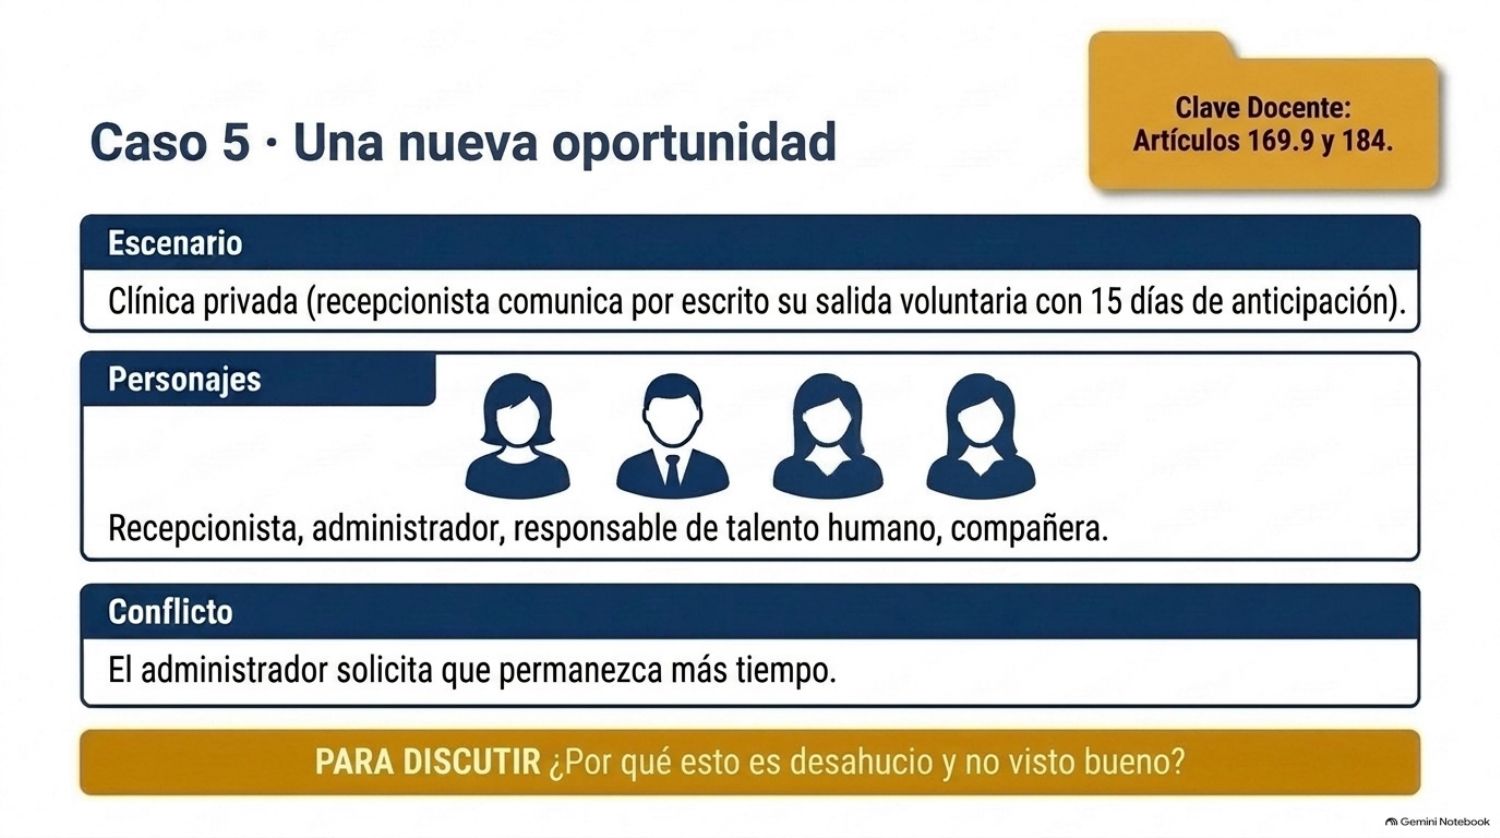 Clave Docente:
Artículos 169.9 y 184.
Caso 5 · Una nueva oportunidad
Escenario
Clínica privada (recepcionista comunica por escrito su salida voluntaria con 15 días de anticipación).
Personajes
Recepcionista, administrador, responsable de talento humano, compañera.
Conflicto
El administrador solicita que permanezca más tiempo.
PARA DISCUTIR ¿Por qué esto es desahucio y no visto bueno?
Gemini Notebook